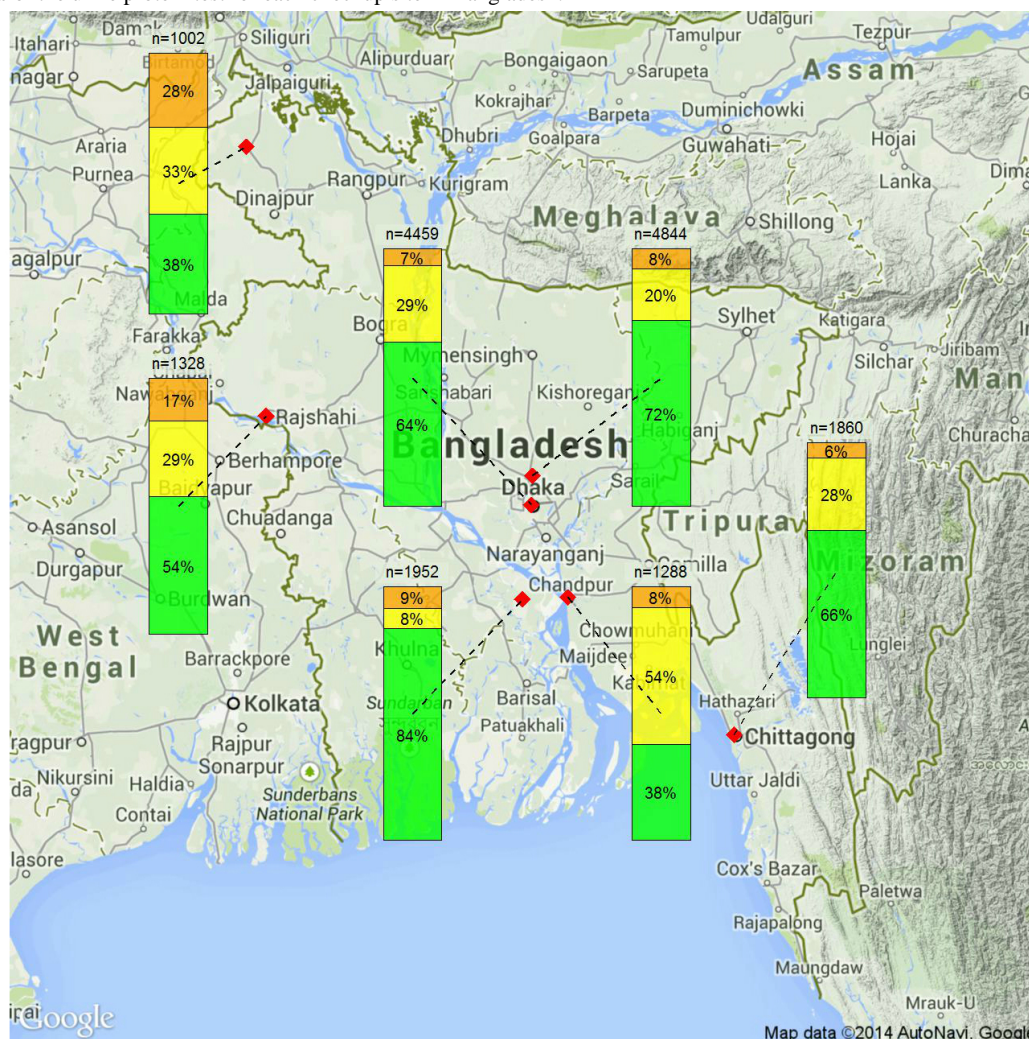 Udalguri
Damak
Tezpur
Itahari
n=1002
Siliguri
Tamulpur
Birtamod
Alipurduar
Bongaigaon
Assam
nagar
Jalpaiguri
Sarupeta
28%
Kokrajhar
Duminichowki
Barpeta
Hojai
Araria
Dhubri
Goalpara
Guwahati
33%
Purnea
Rangpur
Kurigram
Lanka
Dima
Dinajpur
Meghalaya
Shillong
n=4459
n=4844
agalpur
38%
7%
8%
Malda
29%
20%
Farakka
Bogra
Sylhet
Katigara
n=1328
Mymensingh
Silchar
Jiribam
Man
17%
Kishoreganj
Rajshahi
64%
72%
Habiganj
Churacha
Bangladesh
n=1860
29%
Berhampore
6%
Baidyapur
Dhaka
Sarail
28%
Asansol
Chuadanga
Tripura
Narayanganj
Mizoram
54%
Durgapur
n=1952
Chandpur
n=1288
Comilla
Burdwan
9%
8%
8%
66%
West
Bengal
Chowmuhani
Khulna
Maijdee
Lunglei
Barrackpore
54%
Barisal
Hathazari
Kolkata
Sundarban
Patuakhali
84%
Chittagong
ragpur
Rajpur
Sonarpur
38%
Nikursini
Haldia
Uttar Jaldi
Sunderbans
National Park
Contai
lasore
Cox's Bazar
Paletwa
Rajapalong
Maungdaw
Mrauk-U
ipai
Google
Map data ©2014 AutoNavi, Google